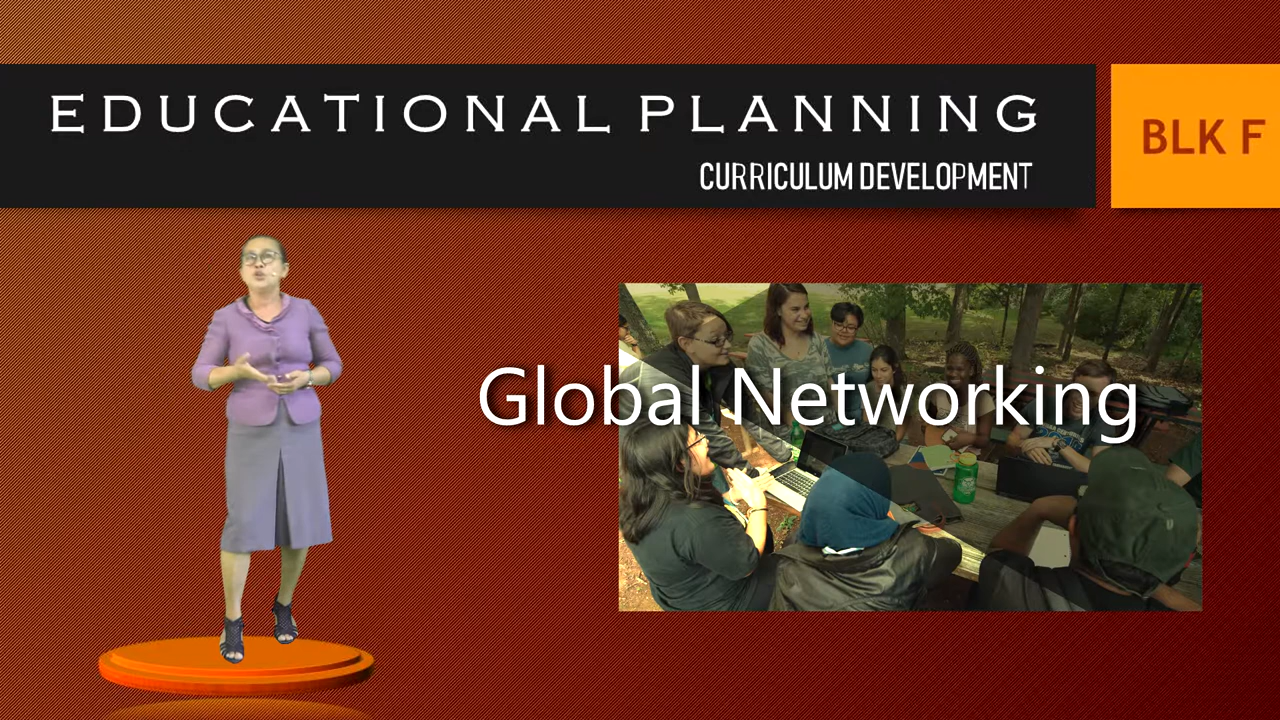 EDUCATIONAL PLANNING
CURRICULUM DEVELOPMENT
BLK F
Global Networking